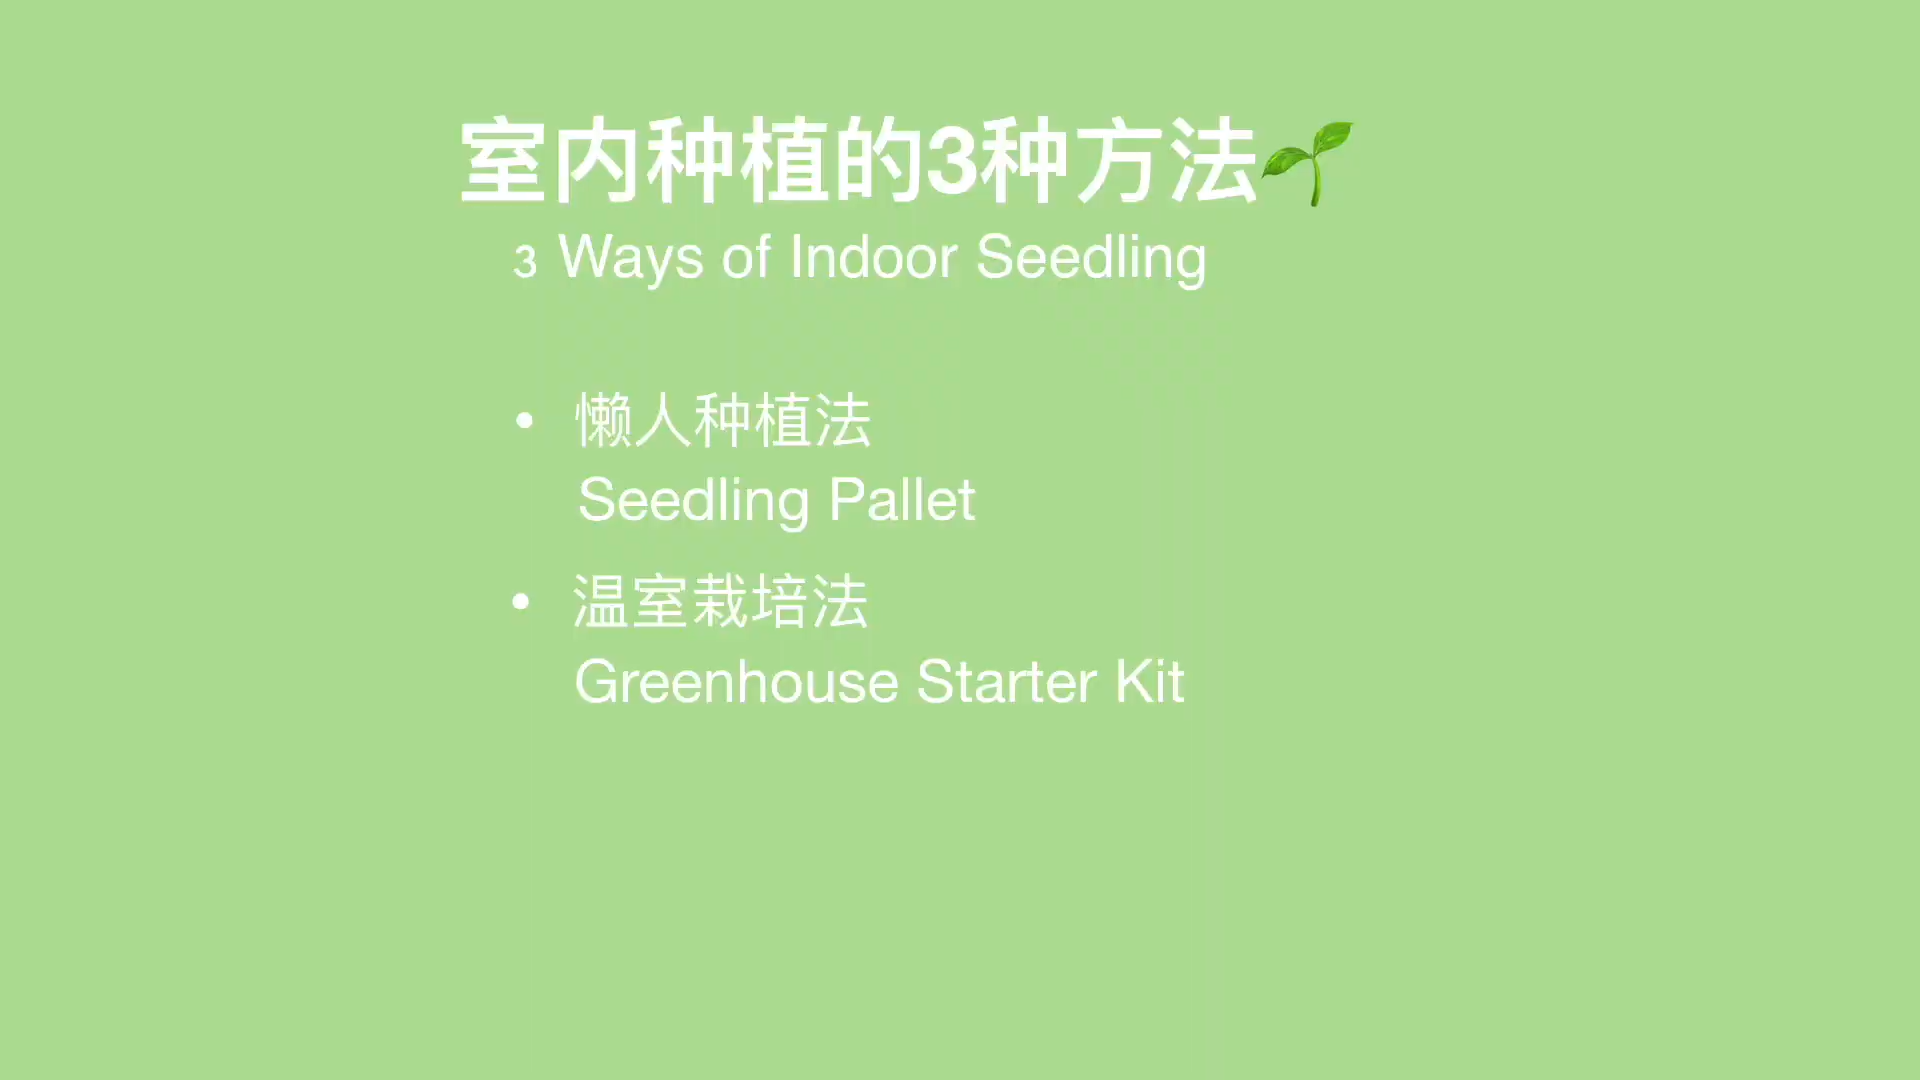 室内种植的3种方法🌱
3 Ways of Indoor Seedling
• 懒人种植法
Seedling Pallet
• 温室栽培法
Greenhouse Starter Kit